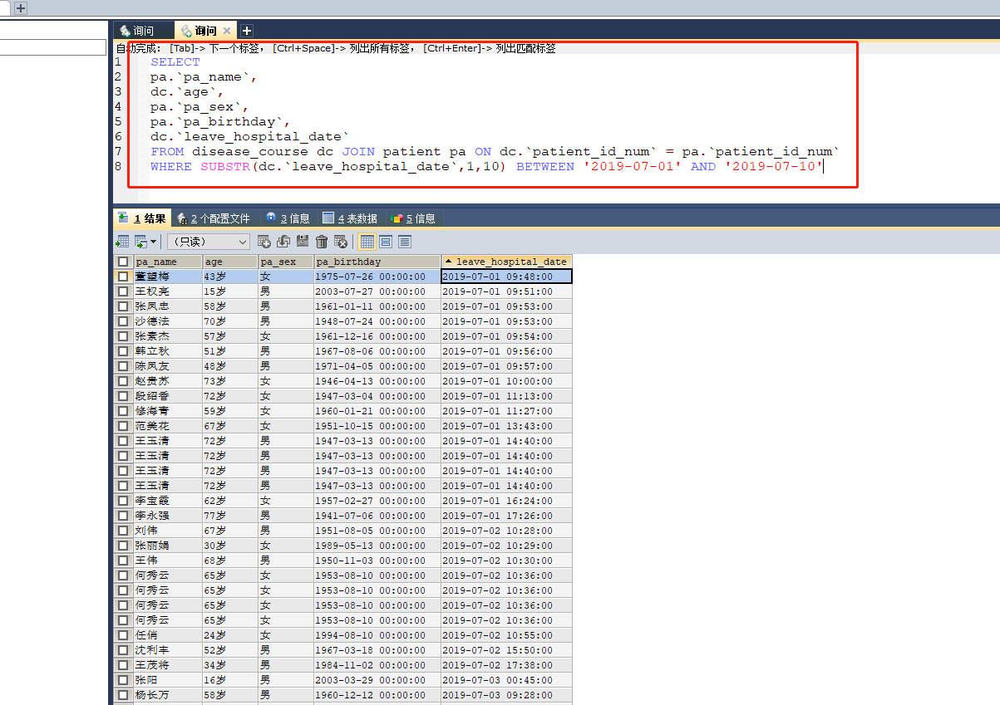 询问 询问
自动完成： [Tab]-> 下一个标签， [Ctrl+Space]-> 列出所有标签， [Ctrl+Enter]-> 列出匹配标签
1 SELECT
2 pa.`pa_name`,
3 dc.`age`,
4 pa.`pa_sex`,
5 pa.`pa_birthday`,
6 dc.`leave_hospital_date`
7 FROM disease_course dc JOIN patient pa ON dc.`patient_id_num` = pa.`patient_id_num`
8 WHERE SUBSTR(dc.`leave_hospital_date`,1,10) BETWEEN '2019-07-01' AND '2019-07-10'
1 结果 2 个配置文件 3 信息 4 表数据 5 信息
（只读）
pa_name age pa_sex pa_birthday leave_hospital_date
董望梅 43岁 女 1975-07-26 00:00:00 2019-07-01 09:48:00
王权亮 15岁 男 2003-07-27 00:00:00 2019-07-01 09:51:00
张凤忠 58岁 男 1961-01-11 00:00:00 2019-07-01 09:53:00
沙德法 70岁 男 1948-07-24 00:00:00 2019-07-01 09:53:00
张素杰 57岁 女 1961-12-16 00:00:00 2019-07-01 09:54:00
韩立秋 51岁 男 1967-08-06 00:00:00 2019-07-01 09:56:00
陈凤友 48岁 男 1971-04-05 00:00:00 2019-07-01 09:57:00
赵贵苏 73岁 女 1946-04-13 00:00:00 2019-07-01 10:00:00
段绍香 72岁 女 1947-03-04 00:00:00 2019-07-01 11:13:00
修海青 59岁 女 1960-01-21 00:00:00 2019-07-01 11:27:00
范美花 67岁 女 1951-10-15 00:00:00 2019-07-01 13:43:00
王玉清 72岁 男 1947-03-13 00:00:00 2019-07-01 14:40:00
王玉清 72岁 男 1947-03-13 00:00:00 2019-07-01 14:40:00
王玉清 72岁 男 1947-03-13 00:00:00 2019-07-01 14:40:00
王玉清 72岁 男 1947-03-13 00:00:00 2019-07-01 14:40:00
李宝霞 62岁 女 1957-02-27 00:00:00 2019-07-01 16:24:00
李永强 77岁 男 1941-07-06 00:00:00 2019-07-01 17:26:00
刘伟 67岁 男 1951-08-05 00:00:00 2019-07-02 10:28:00
张丽娟 30岁 女 1989-05-13 00:00:00 2019-07-02 10:29:00
王伟 68岁 男 1950-11-03 00:00:00 2019-07-02 10:30:00
何秀云 65岁 女 1953-08-10 00:00:00 2019-07-02 10:36:00
何秀云 65岁 女 1953-08-10 00:00:00 2019-07-02 10:36:00
何秀云 65岁 女 1953-08-10 00:00:00 2019-07-02 10:36:00
何秀云 65岁 女 1953-08-10 00:00:00 2019-07-02 10:36:00
任俏 24岁 女 1994-08-10 00:00:00 2019-07-02 10:55:00
沈利丰 52岁 男 1967-03-18 00:00:00 2019-07-02 15:50:00
王茂将 34岁 男 1984-11-02 00:00:00 2019-07-02 17:38:00
张阳 16岁 男 2003-03-29 00:00:00 2019-07-03 00:45:00
杨长万 58岁 男 1960-12-12 00:00:00 2019-07-03 09:28:00